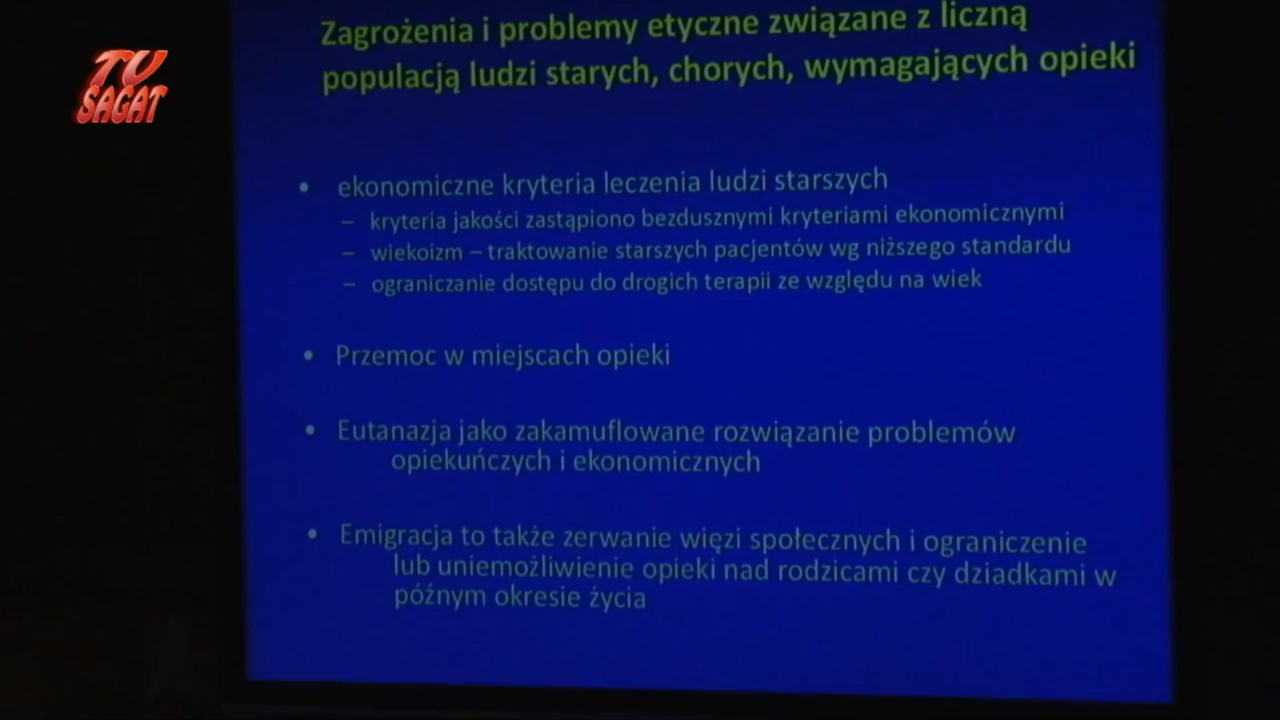 TV
SAGAT
Zagrożenia i problemy etyczne związane z liczną
populacją ludzi starych, chorych, wymagających opieki
• ekonomiczne kryteria leczenia ludzi starszych
– kryteria jakości zastąpiono bezdusznymi kryteriami ekonomicznymi
– wiekoizm – traktowanie starszych pacjentów wg niższego standardu
– ograniczanie dostępu do drogich terapii ze względu na wiek
• Przemoc w miejscach opieki
• Eutanazja jako zakamuflowane rozwiązanie problemów
opiekuńczych i ekonomicznych
• Emigracja to także zerwanie więzi społecznych i ograniczenie
lub uniemożliwienie opieki nad rodzicami czy dziadkami w
późnym okresie życia